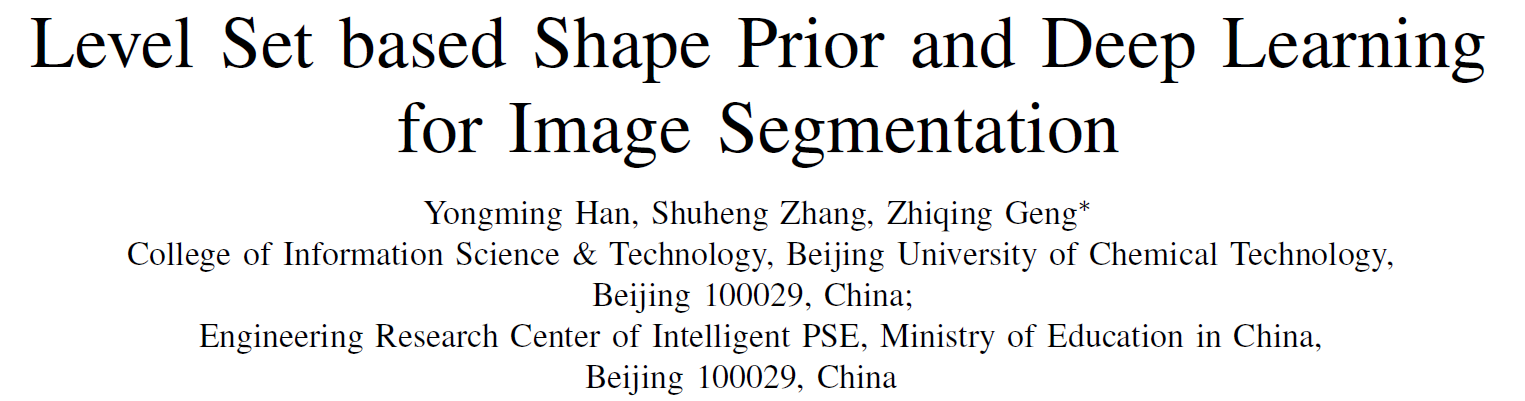 Level Set based Shape Prior and Deep Learning
for Image Segmentation
Yongming Han, Shuheng Zhang, Zhiqing Geng*
College of Information Science & Technology, Beijing University of Chemical Technology,
Beijing 100029, China;
Engineering Research Center of Intelligent PSE, Ministry of Education in China,
Beijing 100029, China